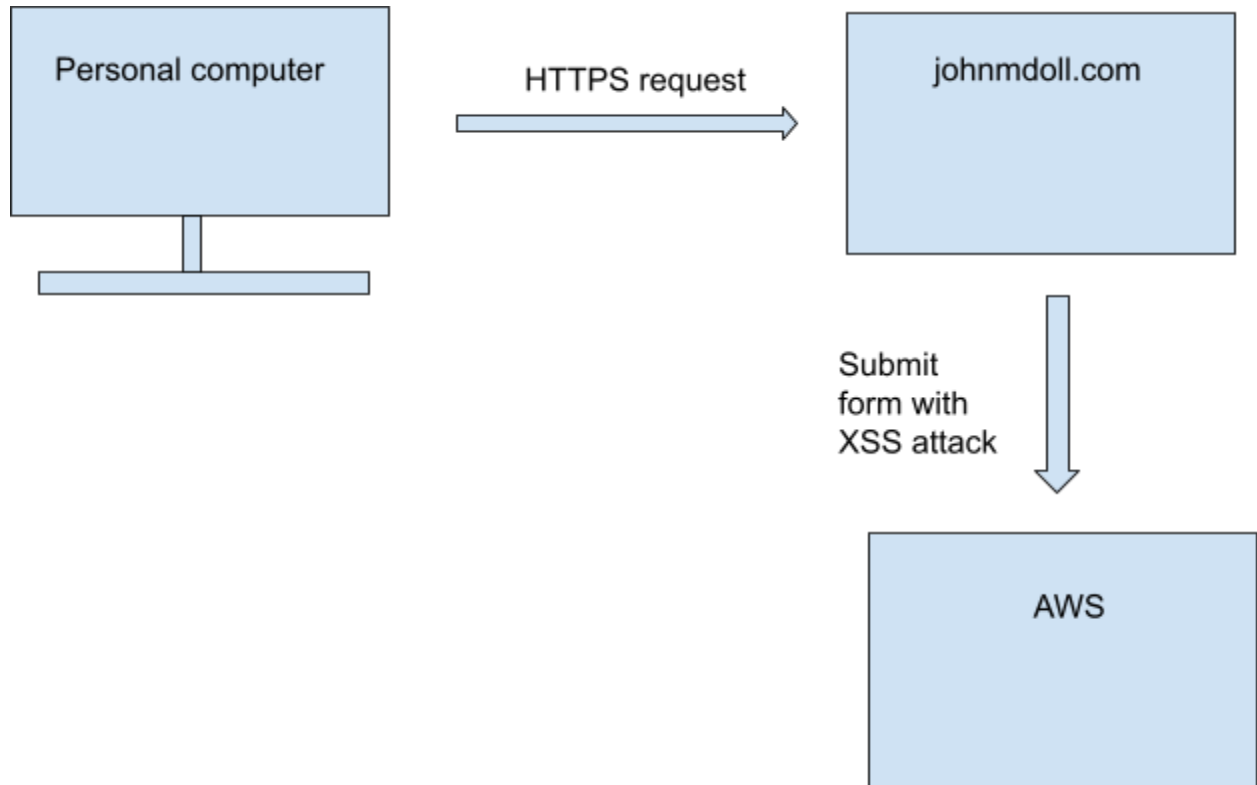 Personal computer
HTTPS request
johnmdoll.com
Submit
form with
XSS attack
AWS